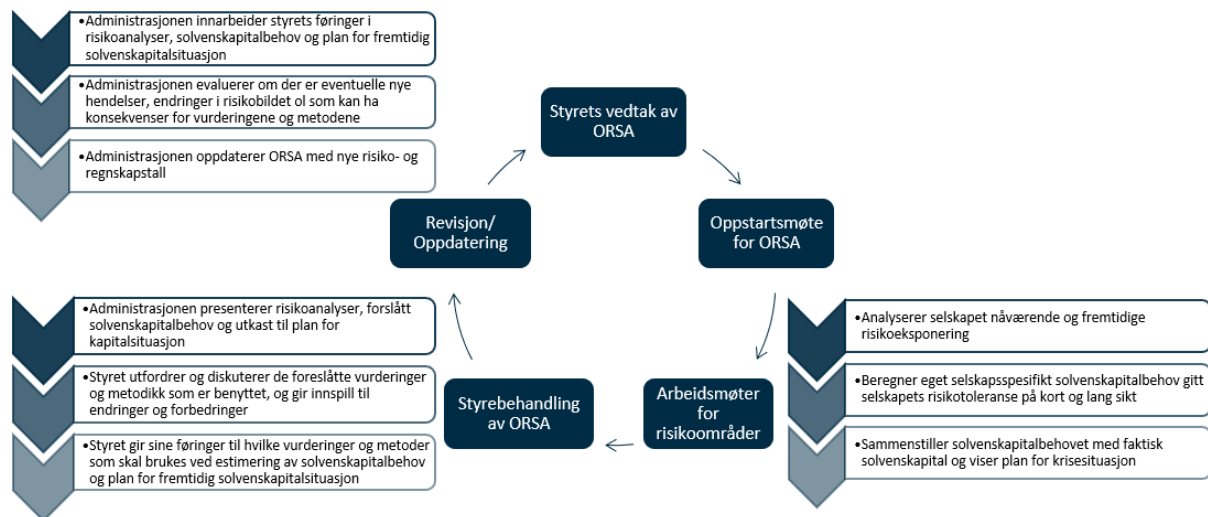 •Administrasjonen innarbeider styrets føringer i
risikoanalyser, solvenskapitalbehov og plan for fremtidig
solvenskapitalsituasjon
•Administrasjonen evaluerer om der er eventuelle nye
hendelser, endringer i risikobildet ol som kan ha
konsekvenser for vurderingene og metodene
•Administrasjonen oppdaterer ORSA med nye risiko- og
regnskapstall
Styrets vedtak av
ORSA
Oppstartsmøte
for ORSA
Arbeidsmøter
for
risikoområder
Styrebehandling
av ORSA
Revisjon/
Oppdatering
•Administrasjonen presenterer risikoanalyser, forslått
solvenskapitalbehov og utkast til plan for
kapitalsituasjon
•Styret utfordrer og diskuterer de foreslåtte vurderinger
og metodikk som er benyttet, og gir innspill til
endringer og forbedringer
•Styret gir sine føringer til hvilke vurderinger og metoder
som skal brukes ved estimering av solvenskapitalbehov
og plan for fremtidig solvenskapitalsituasjon
•Analyserer selskapet nåværende og fremtidige
risikoeksponering
•Beregner eget selskapsspesifikt solvenskapitalbehov gitt
selskapets risikotoleranse på kort og lang sikt
•Sammenstiller solvenskapitalbehovet med faktisk
solvenskapital og viser plan for krisesituasjon